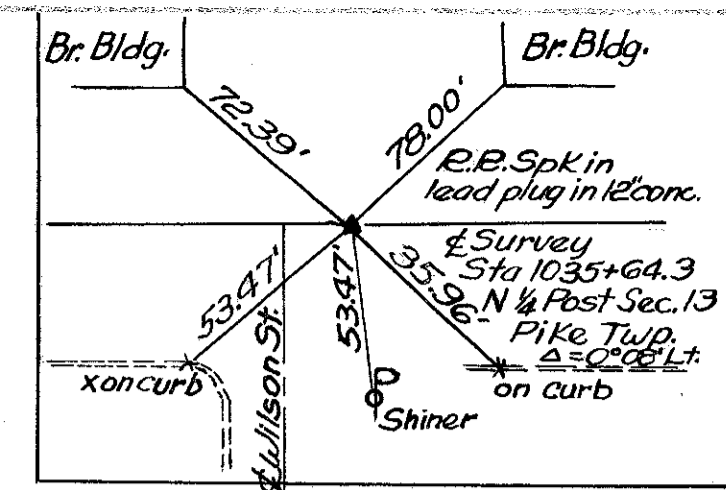 Br. Bldg.
Br. Bldg.
72.39'
78.00'
R.R. Spk in
lead plug in 12" conc.
℄ Survey
Sta 1035+64.3
N ¼ Post Sec. 13
Pike Twp.
Δ = 0°08' Lt.
53.47'
53.47'
35.96-
x on curb
on curb
Shiner
℄ Wilson St.